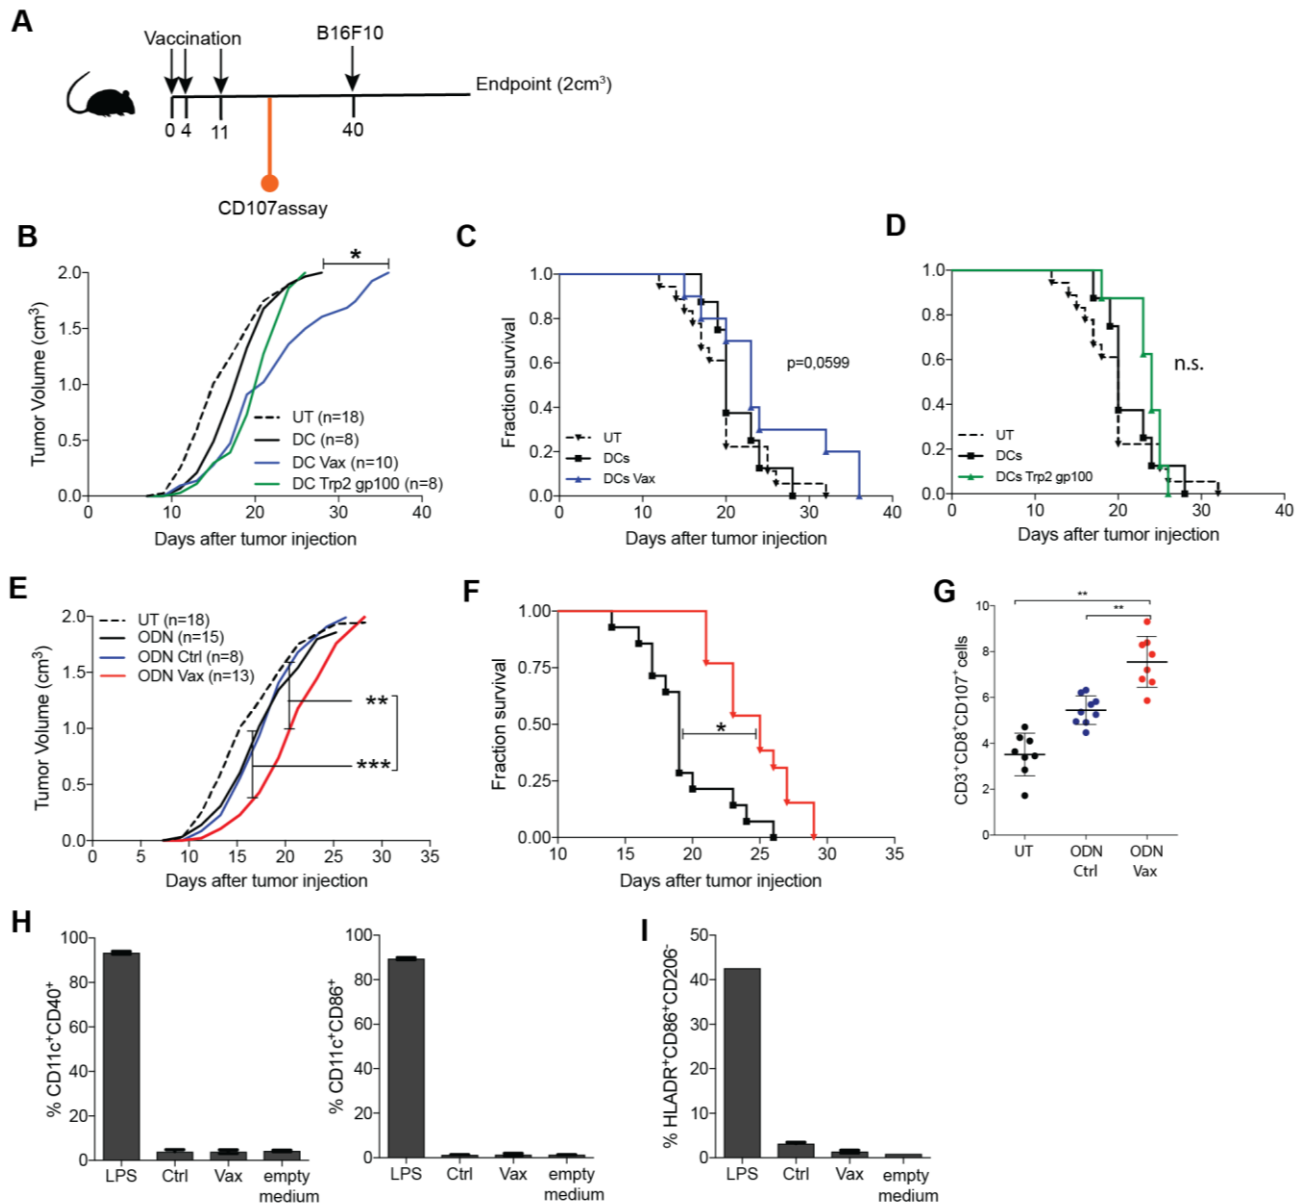 A
Vaccination
B16F10
Endpoint (2cm³)
0 4 11 40
CD107assay
B
Tumor Volume (cm³)
2.0
1.5
1.0
0.5
0.0
*
UT (n=18)
DC (n=8)
DC Vax (n=10)
DC Trp2 gp100 (n=8)
0 10 20 30 40
Days after tumor injection
C
Fraction survival
1.0
0.8
0.6
0.4
0.2
0.0
p=0,0599
UT
DCs
DCs Vax
0 10 20 30 40
Days after tumor injection
D
1.0
0.8
0.6
0.4
0.2
0.0
n.s.
UT
DCs
DCs Trp2 gp100
0 10 20 30 40
Days after tumor injection
E
Tumor Volume (cm³)
2.0
1.5
1.0
0.5
0.0
UT (n=18)
ODN (n=15)
ODN Ctrl (n=8)
ODN Vax (n=13)
**
***
0 5 10 15 20 25 30 35
Days after tumor injection
F
Fraction survival
1.00
0.75
0.50
0.25
0.00
*
10 15 20 25 30 35
Days after tumor injection
G
CD3⁺CD8⁺CD107⁺ cells
10
8
6
4
2
0
**
**
UT ODN ODN
Ctrl Vax
H
% CD11c⁺CD40⁺
100
80
60
40
20
0
LPS Ctrl Vax empty
medium
% CD11c⁺CD86⁺
100
80
60
40
20
0
LPS Ctrl Vax empty
medium
I
% HLADR⁺CD86⁺CD206⁻
50
40
30
20
10
0
LPS Ctrl Vax empty
medium